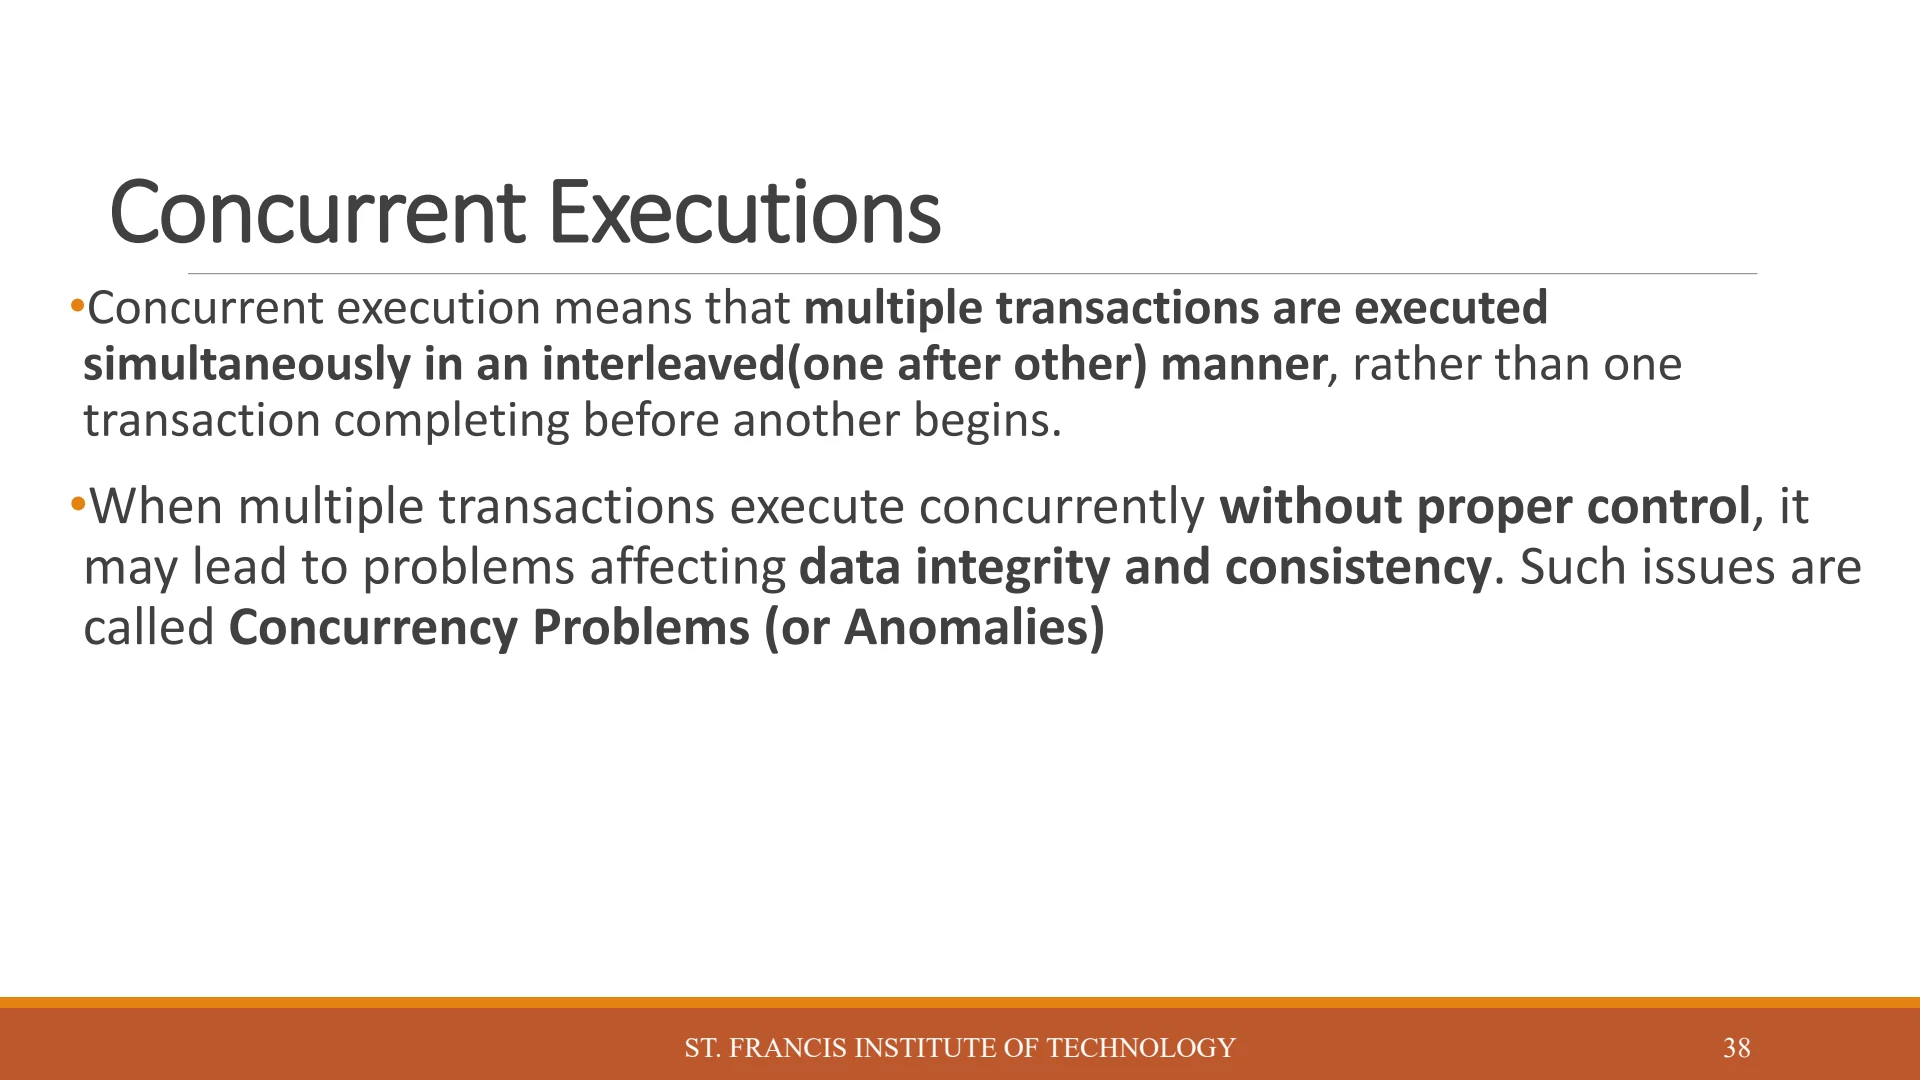 Concurrent Executions
•Concurrent execution means that multiple transactions are executed
simultaneously in an interleaved(one after other) manner, rather than one
transaction completing before another begins.
•When multiple transactions execute concurrently without proper control, it
may lead to problems affecting data integrity and consistency. Such issues are
called Concurrency Problems (or Anomalies)
ST. FRANCIS INSTITUTE OF TECHNOLOGY
38